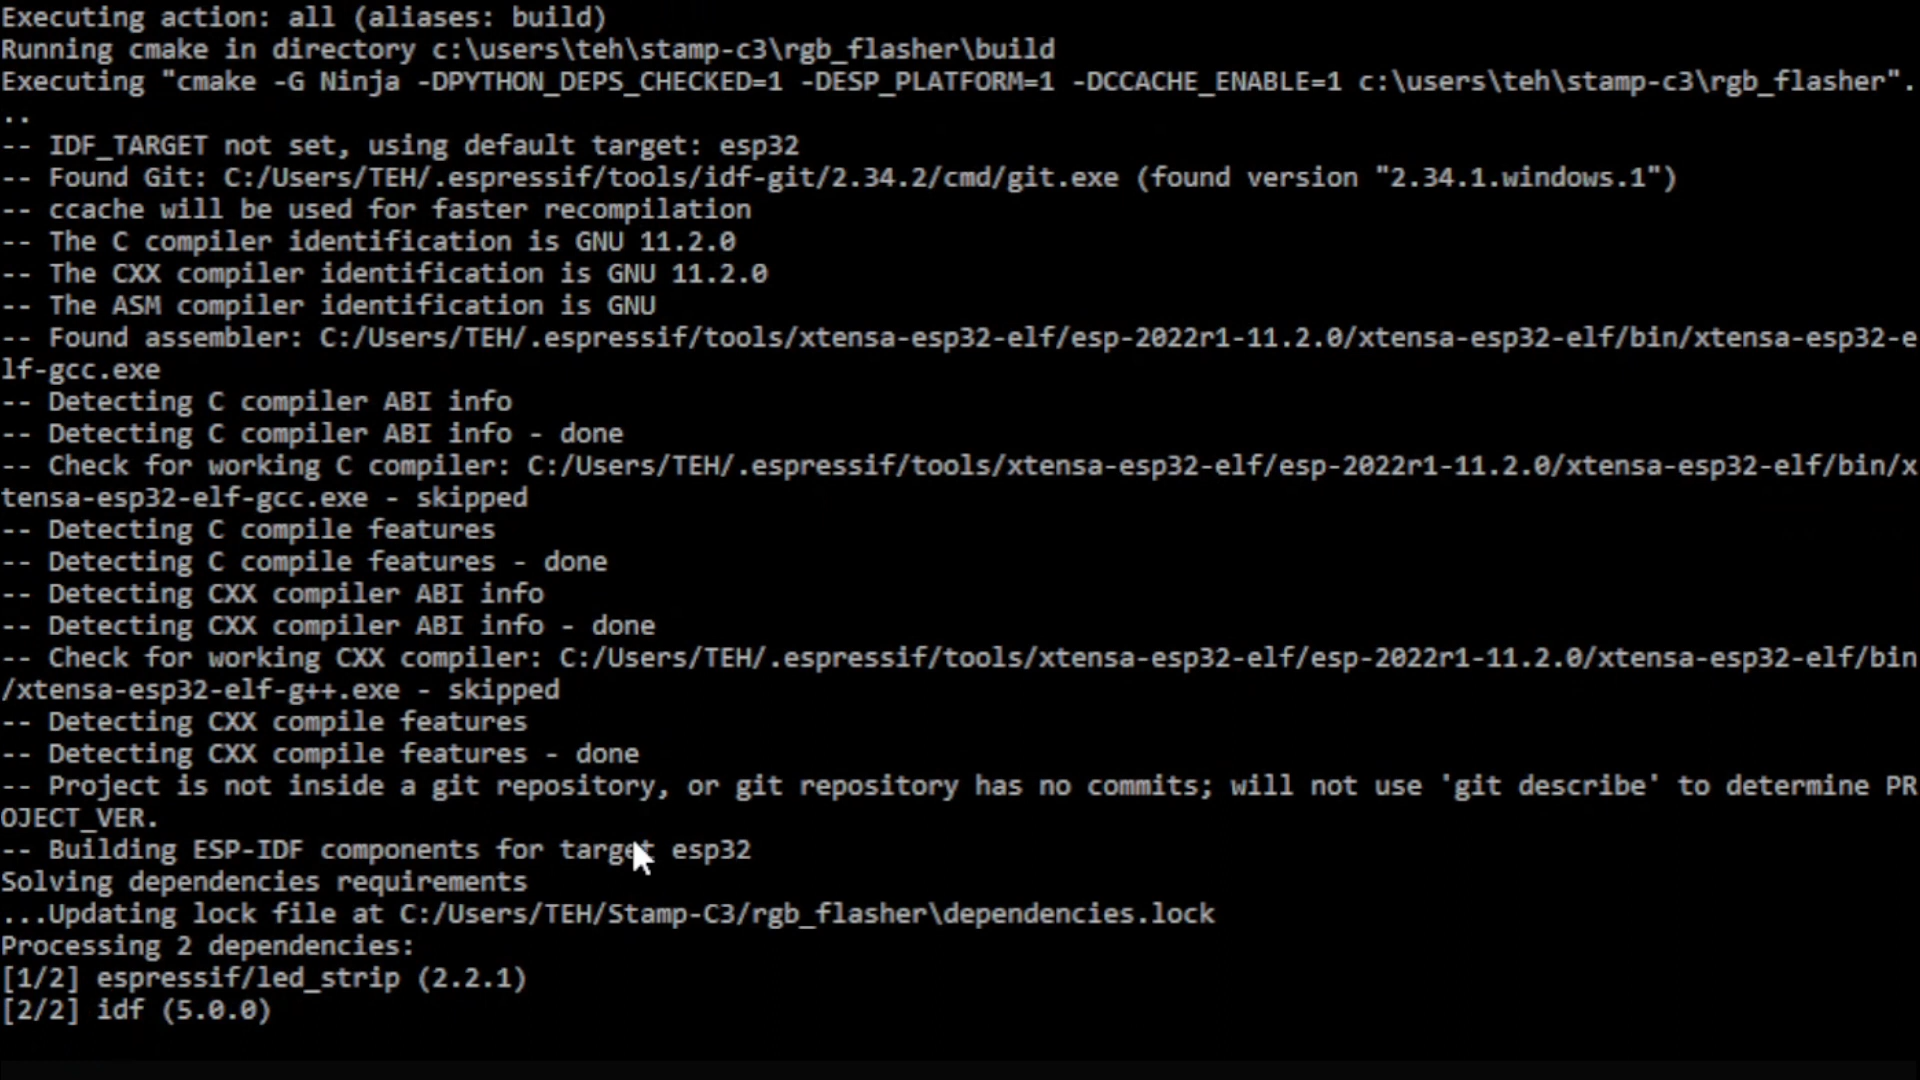 Executing action: all (aliases: build)
Running cmake in directory c:\users\teh\stamp-c3\rgb_flasher\build
Executing "cmake -G Ninja -DPYTHON_DEPS_CHECKED=1 -DESP_PLATFORM=1 -DCCACHE_ENABLE=1 c:\users\teh\stamp-c3\rgb_flasher".
..
-- IDF_TARGET not set, using default target: esp32
-- Found Git: C:/Users/TEH/.espressif/tools/idf-git/2.34.2/cmd/git.exe (found version "2.34.1.windows.1")
-- ccache will be used for faster recompilation
-- The C compiler identification is GNU 11.2.0
-- The CXX compiler identification is GNU 11.2.0
-- The ASM compiler identification is GNU
-- Found assembler: C:/Users/TEH/.espressif/tools/xtensa-esp32-elf/esp-2022r1-11.2.0/xtensa-esp32-elf/bin/xtensa-esp32-e
lf-gcc.exe
-- Detecting C compiler ABI info
-- Detecting C compiler ABI info - done
-- Check for working C compiler: C:/Users/TEH/.espressif/tools/xtensa-esp32-elf/esp-2022r1-11.2.0/xtensa-esp32-elf/bin/x
tensa-esp32-elf-gcc.exe - skipped
-- Detecting C compile features
-- Detecting C compile features - done
-- Detecting CXX compiler ABI info
-- Detecting CXX compiler ABI info - done
-- Check for working CXX compiler: C:/Users/TEH/.espressif/tools/xtensa-esp32-elf/esp-2022r1-11.2.0/xtensa-esp32-elf/bin
/xtensa-esp32-elf-g++.exe - skipped
-- Detecting CXX compile features
-- Detecting CXX compile features - done
-- Project is not inside a git repository, or git repository has no commits; will not use 'git describe' to determine PR
OJECT_VER.
-- Building ESP-IDF components for target esp32
Solving dependencies requirements
...Updating lock file at C:/Users/TEH/Stamp-C3/rgb_flasher\dependencies.lock
Processing 2 dependencies:
[1/2] espressif/led_strip (2.2.1)
[2/2] idf (5.0.0)